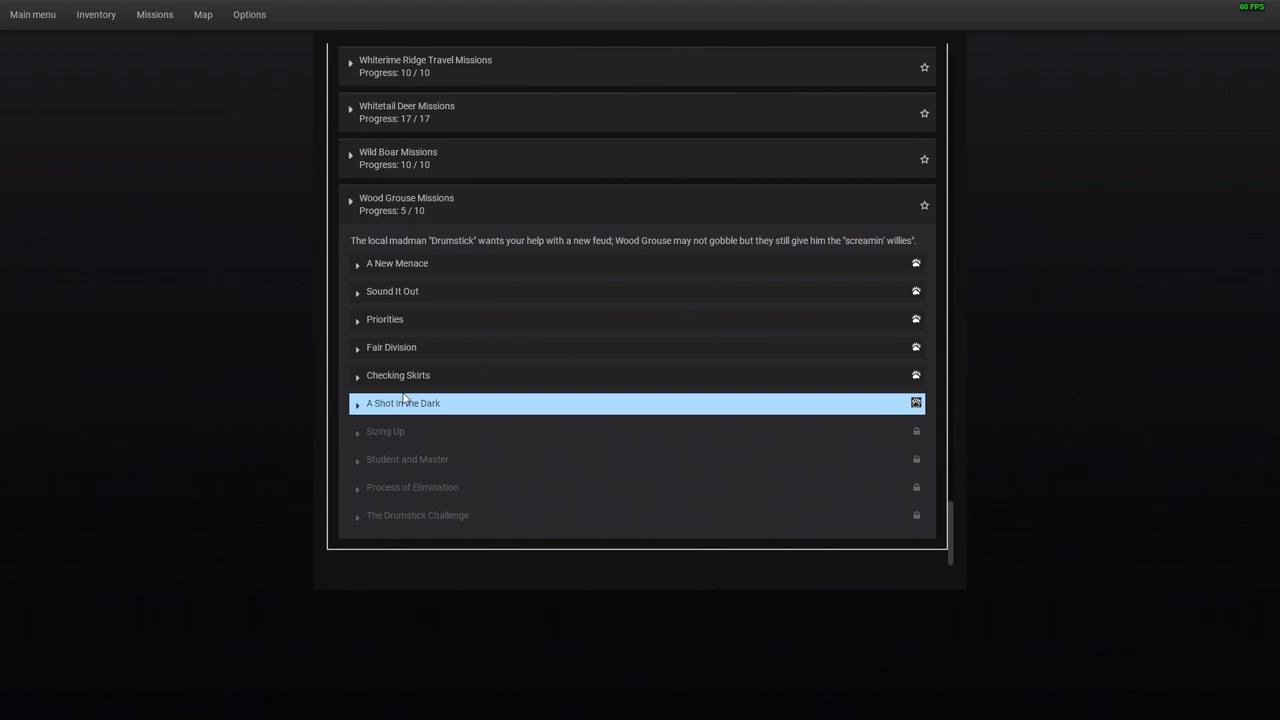 Main menu
Inventory
Missions
Map
Options
60 FPS
Whiterime Ridge Travel Missions
Progress: 10 / 10
Whitetail Deer Missions
Progress: 17 / 17
Wild Boar Missions
Progress: 10 / 10
Wood Grouse Missions
Progress: 5 / 10
The local madman "Drumstick" wants your help with a new feud; Wood Grouse may not gobble but they still give him the "screamin' willies".
A New Menace
Sound It Out
Priorities
Fair Division
Checking Skirts
A Shot in the Dark
Sizing Up
Student and Master
Process of Elimination
The Drumstick Challenge